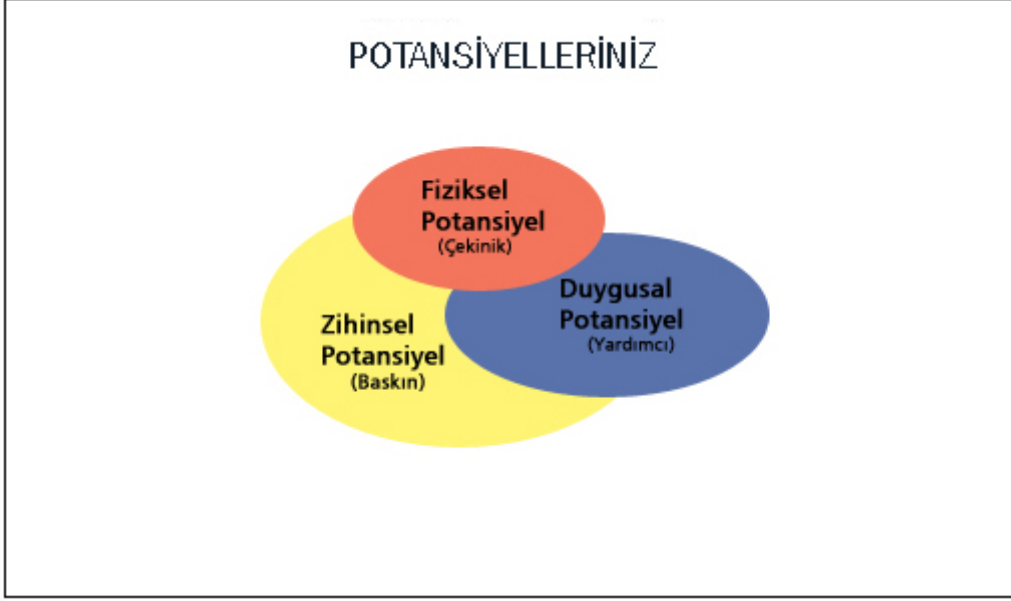 POTANSİYELLERİNİZ
Fiziksel
Potansiyel
(Çekinik)
Duygusal
Potansiyel
(Yardımcı)
Zihinsel
Potansiyel
(Baskın)